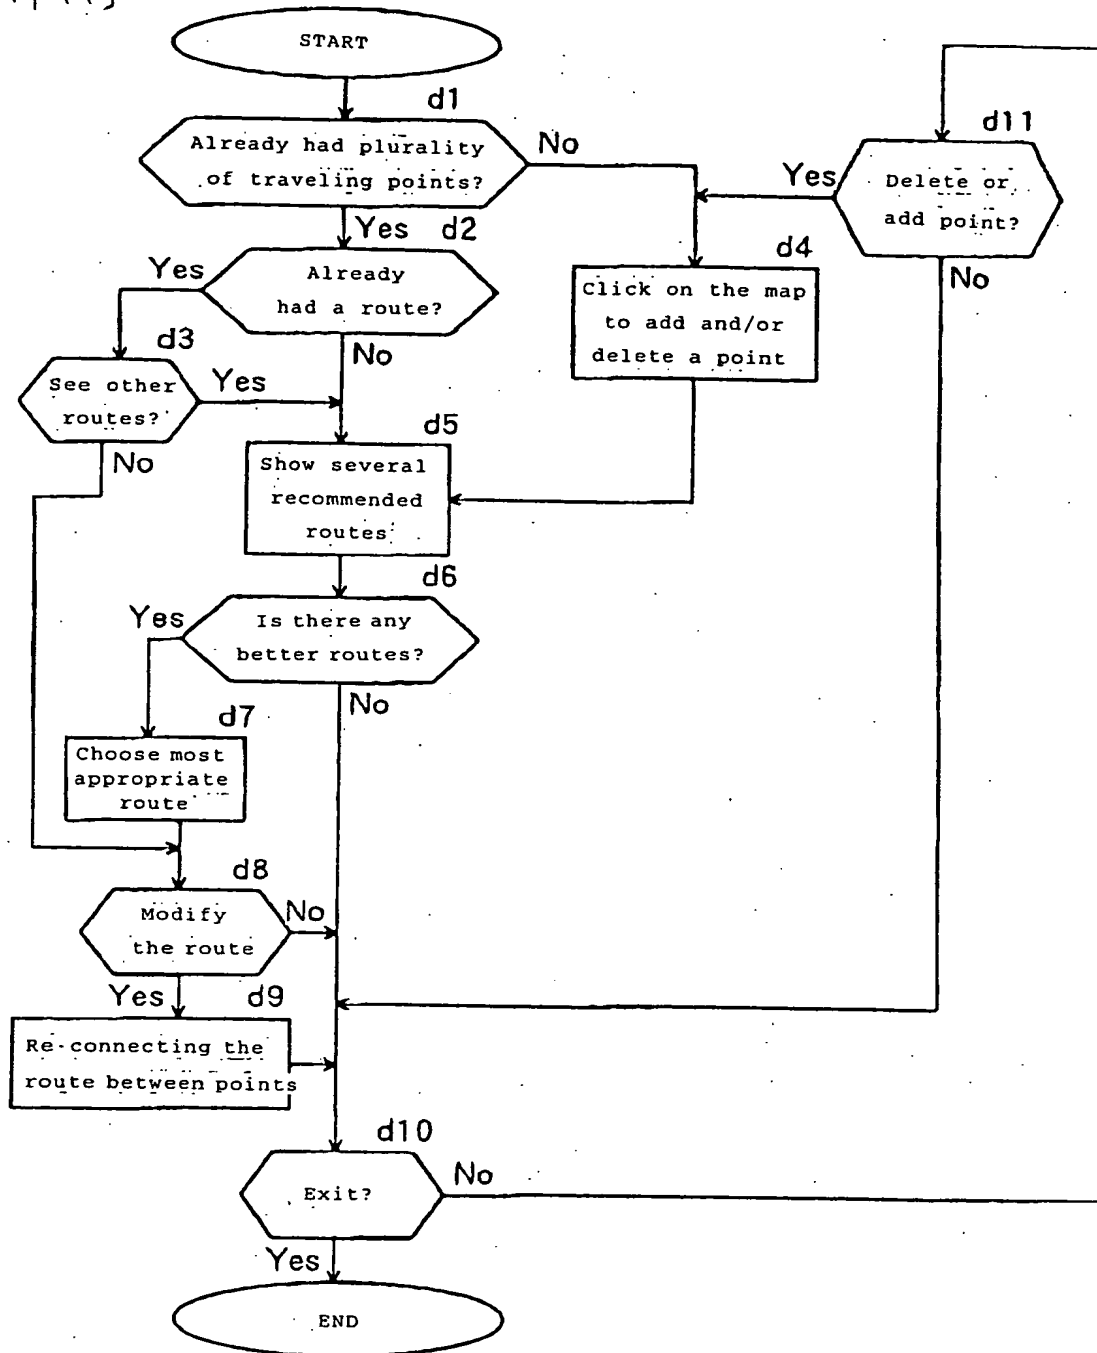 START
d1
Already had plurality
of traveling points?
No
Yes
d2
Already
had a route?
Yes
No
d3
See other
routes?
Yes
No
d4
Click on the map
to add and/or
delete a point
d11
Delete or
add point?
Yes
No
d5
Show several
recommended
routes
d6
Is there any
better routes?
Yes
No
d7
Choose most
appropriate
route
d8
Modify
the route
No
Yes
d9
Re-connecting the
route between points
d10
Exit?
No
Yes
END